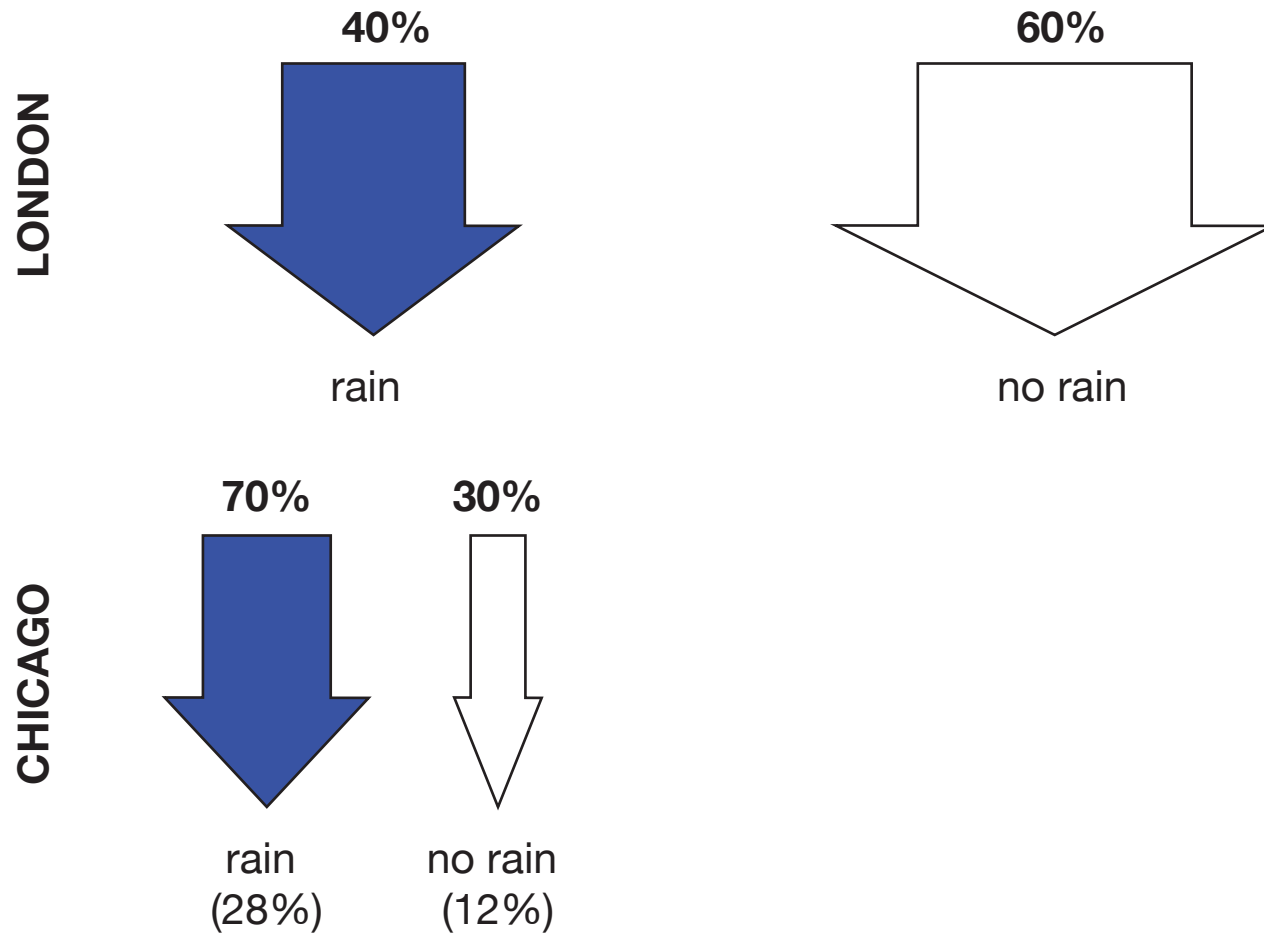 40%
60%
LONDON
rain
no rain
70%
30%
CHICAGO
rain
(28%)
no rain
(12%)